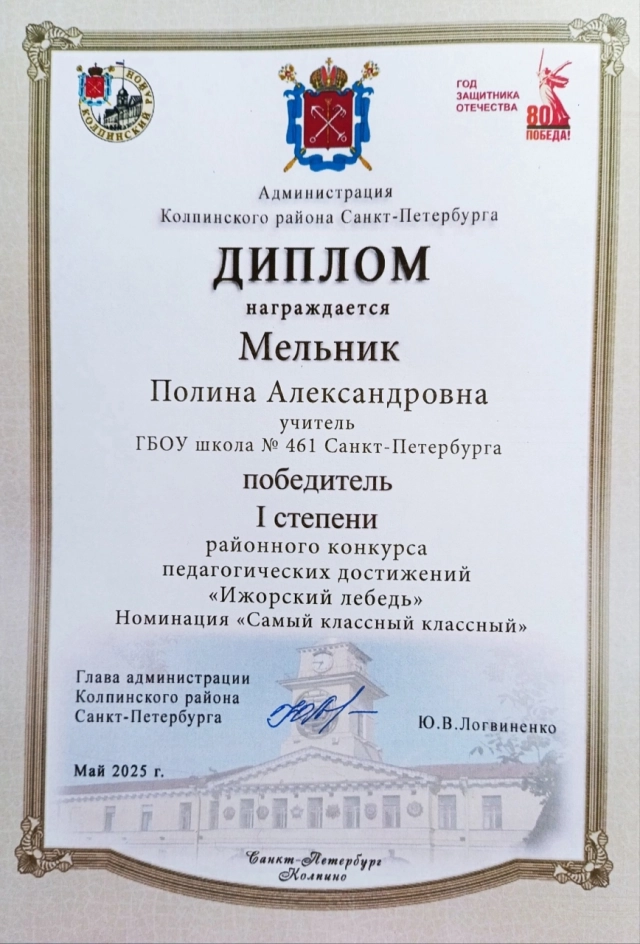 КОЛПИНСКИЙ РАЙОН
ГОД
ЗАЩИТНИКА
ОТЕЧЕСТВА
80
ПОБЕДА!
Администрация
Колпинского района Санкт-Петербурга
ДИПЛОМ
награждается
Мельник
Полина Александровна
учитель
ГБОУ школа № 461 Санкт-Петербурга
победитель
I степени
районного конкурса
педагогических достижений
«Ижорский лебедь»
Номинация «Самый классный классный»
Глава администрации
Колпинского района
Санкт-Петербурга
Ю.В.Логвиненко
Май 2025 г.
Санкт-Петербург
Колпино